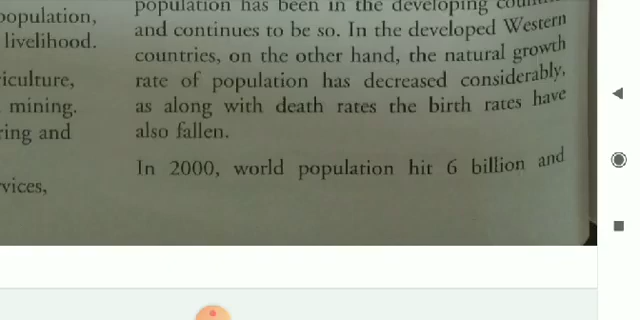 opulation,
livelihood.
iculture,
mining.
ring and
vices,
population has been in the developing
and continues to be so. In the developed Western
countries, on the other hand, the natural growth
rate of population has decreased considerably,
as along with death rates the birth rates have
also fallen.
In 2000, world population hit 6 billion and